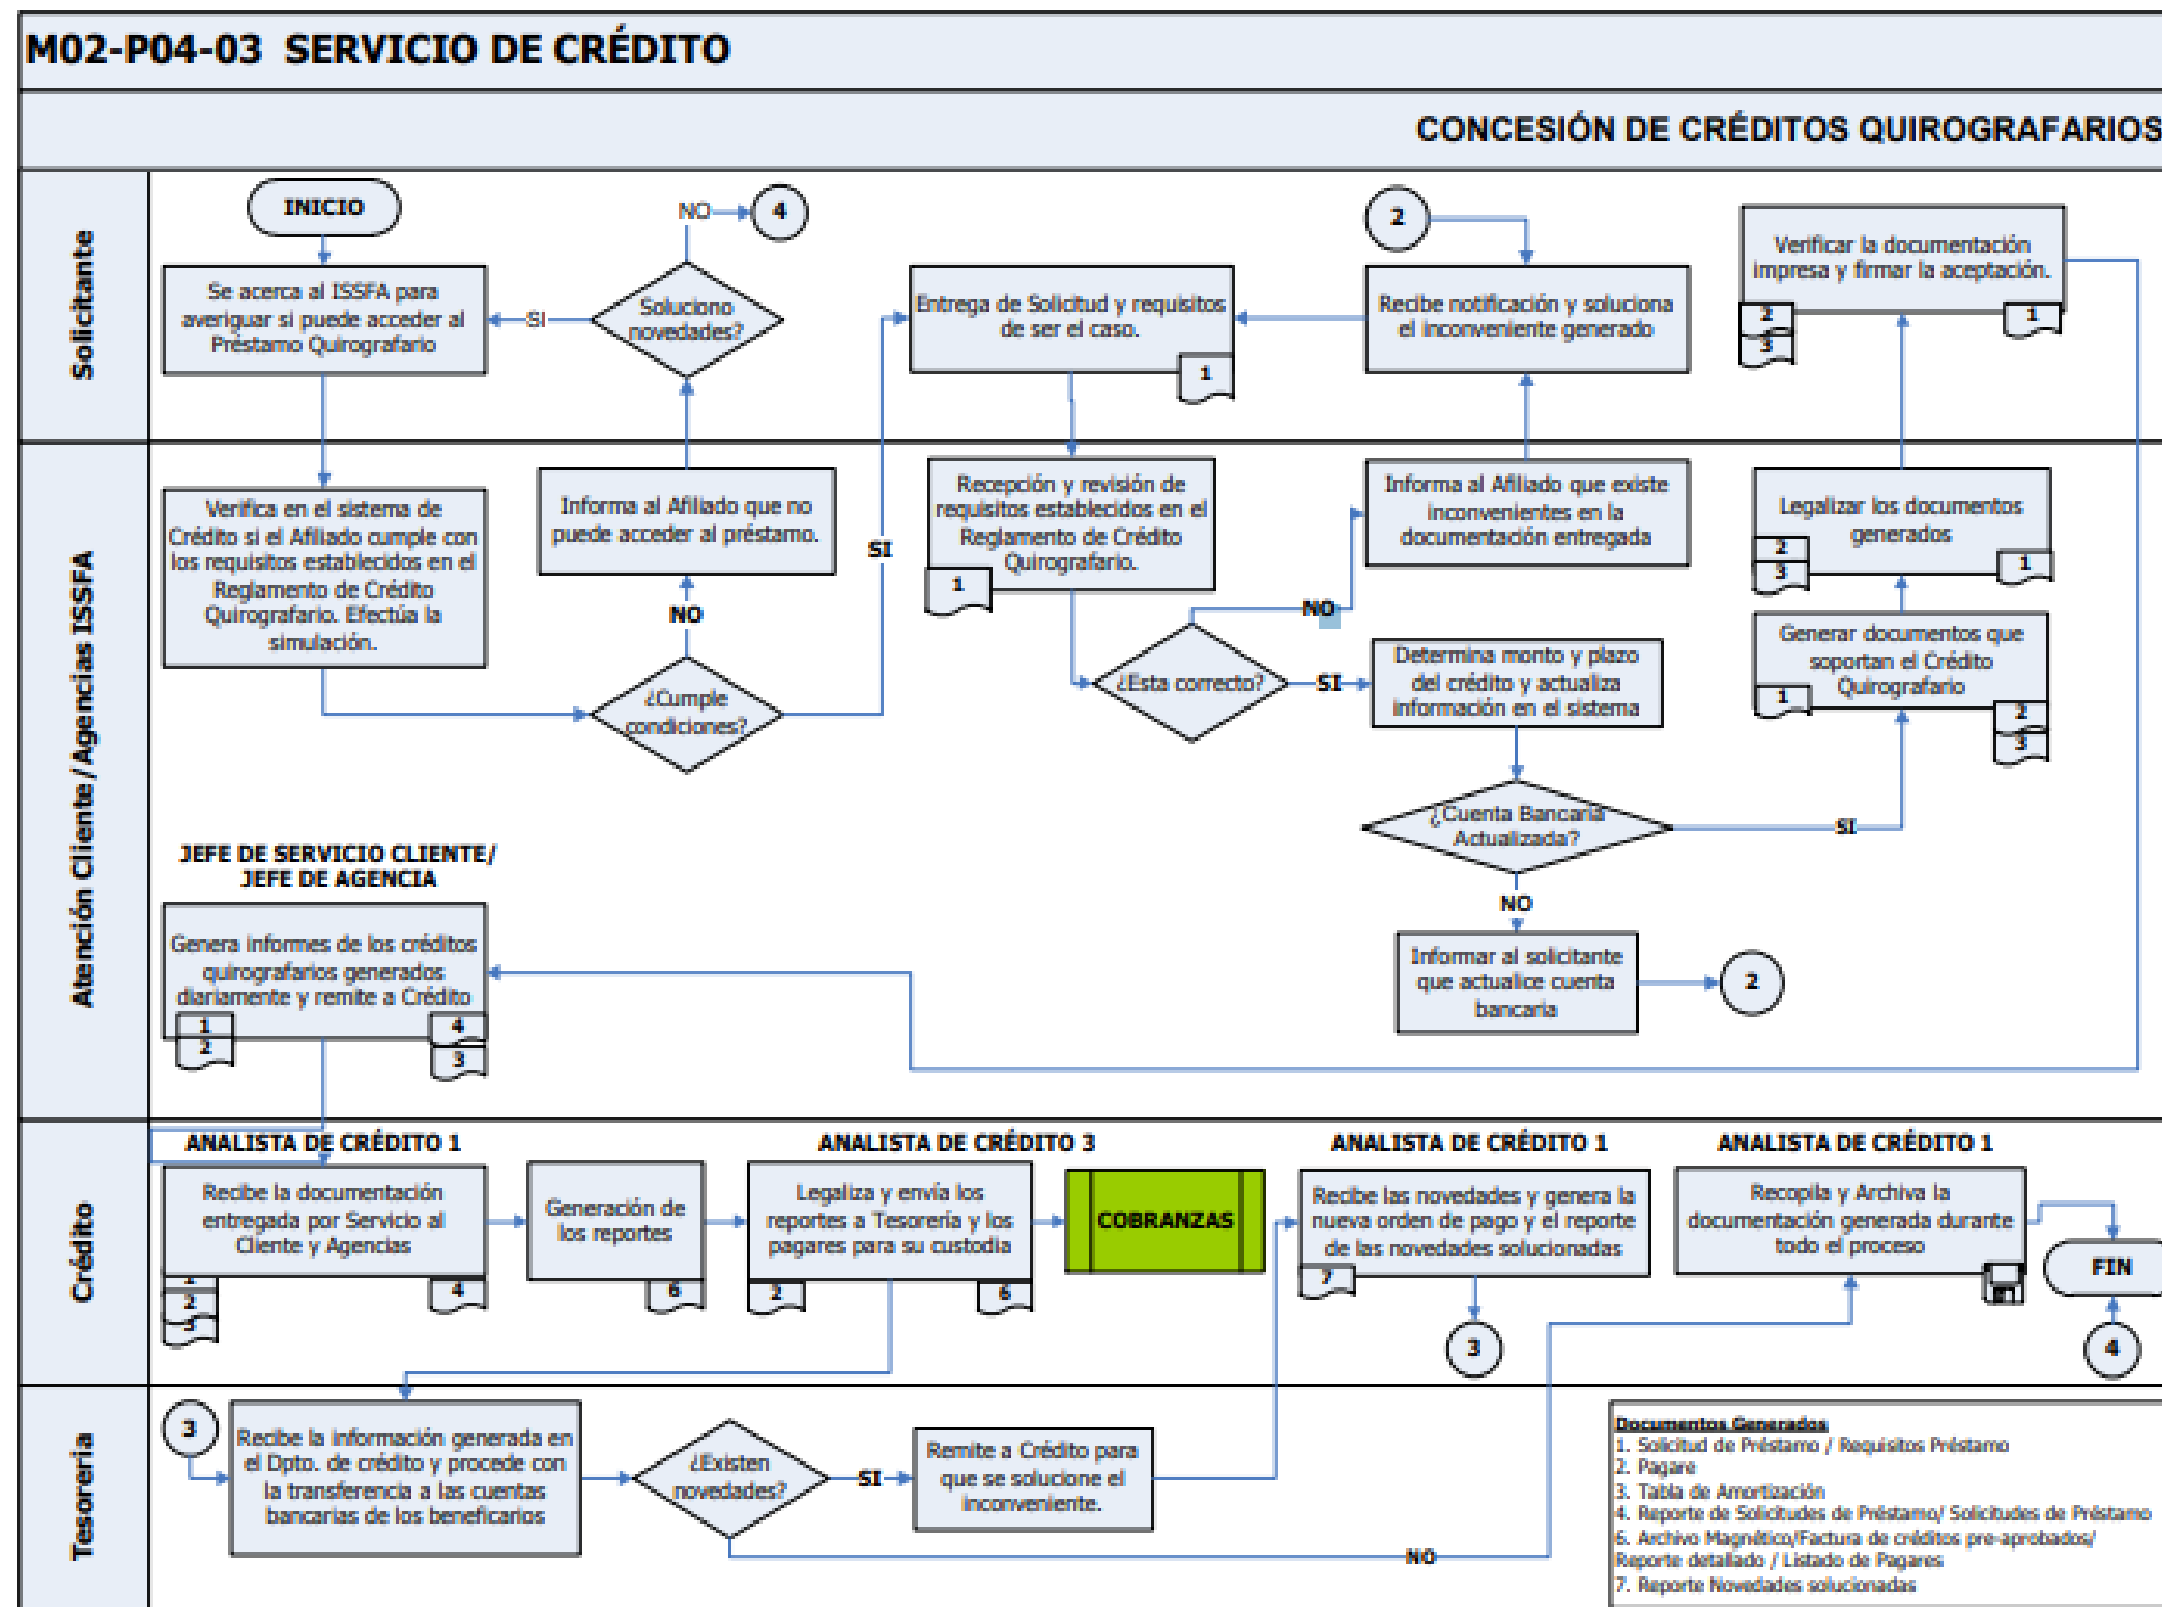 M02-P04-03 SERVICIO DE CRÉDITO
CONCESIÓN DE CRÉDITOS QUIROGRAFARIOS
Solicitante
INICIO
Se acerca al ISSFA para
averiguar si puede acceder al
Préstamo Quirografario
NO
4
Soluciono
novedades?
SI
Entrega de Solicitud y requisitos
de ser el caso.
1
2
Recibe notificación y soluciona
el inconveniente generado
Verificar la documentación
impresa y firmar la aceptación.
2
3
1
Atención Cliente/Agencias ISSFA
Verifica en el sistema de
Crédito si el Afiliado cumple con
los requisitos establecidos en el
Reglamento de Crédito
Quirografario. Efectúa la
simulación.
Informa al Afiliado que no
puede acceder al préstamo.
NO
¿Cumple
condiciones?
SI
Recepción y revisión de
requisitos establecidos en el
Reglamento de Crédito
Quirografario.
1
¿Esta correcto?
NO
Informa al Afiliado que existe
inconvenientes en la
documentación entregada
SI
Determina monto y plazo
del crédito y actualiza
información en el sistema
¿Cuenta Bancaria
Actualizada?
SI
NO
Informar al solicitante
que actualice cuenta
bancaria
2
Legalizar los documentos
generados
2
3
1
Generar documentos que
soportan el Crédito
Quirografario
1
2
3
JEFE DE SERVICIO CLIENTE/
JEFE DE AGENCIA
Genera informes de los créditos
quirografarios generados
diariamente y remite a Crédito
1
2
4
3
Crédito
ANALISTA DE CRÉDITO 1
Recibe la documentación
entregada por Servicio al
Cliente y Agencias
2
4
Generación de
los reportes
6
ANALISTA DE CRÉDITO 3
Legaliza y envía los
reportes a Tesorería y los
pagares para su custodia
2
6
COBRANZAS
ANALISTA DE CRÉDITO 1
Recibe las novedades y genera la
nueva orden de pago y el reporte
de las novedades solucionadas
7
3
ANALISTA DE CRÉDITO 1
Recopila y Archiva la
documentación generada durante
todo el proceso
FIN
4
Tesorería
3
Recibe la información generada en
el Dpto. de crédito y procede con
la transferencia a las cuentas
bancarias de los beneficarios
¿Existen
novedades?
SI
Remite a Crédito para
que se solucione el
inconveniente.
NO
Documentos Generados
1. Solicitud de Préstamo / Requisitos Préstamo
2. Pagare
3. Tabla de Amortización
4. Reporte de Solicitudes de Préstamo/ Solicitudes de Préstamo
6. Archivo Magnético/Factura de créditos pre-aprobados/
Reporte detallado / Listado de Pagares
7. Reporte Novedades solucionadas